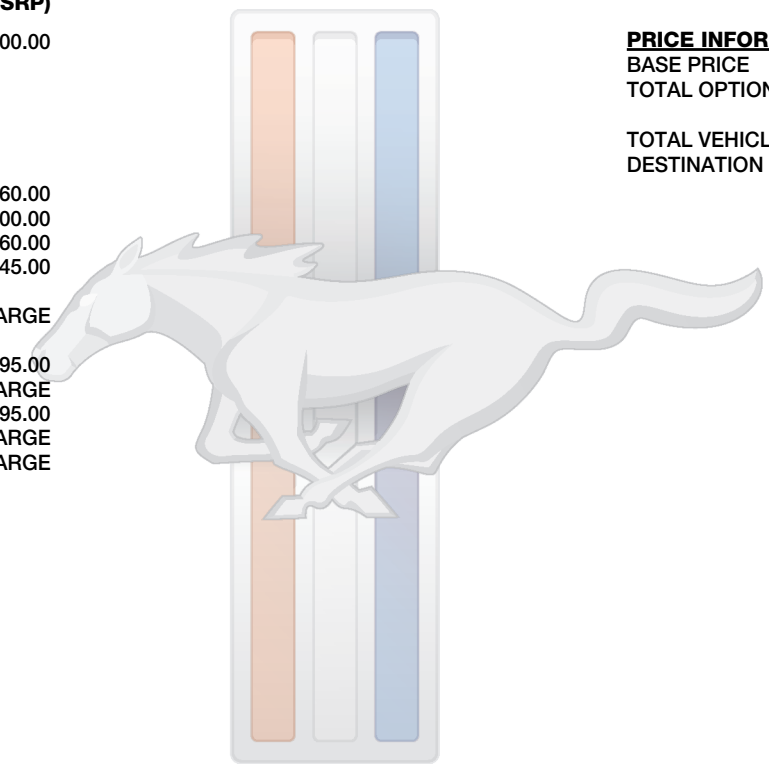 SRP)
00.00
60.00
00.00
60.00
45.00
ARGE
95.00
ARGE
95.00
ARGE
ARGE
PRICE INFOR
BASE PRICE
TOTAL OPTION
TOTAL VEHICL
DESTINATION